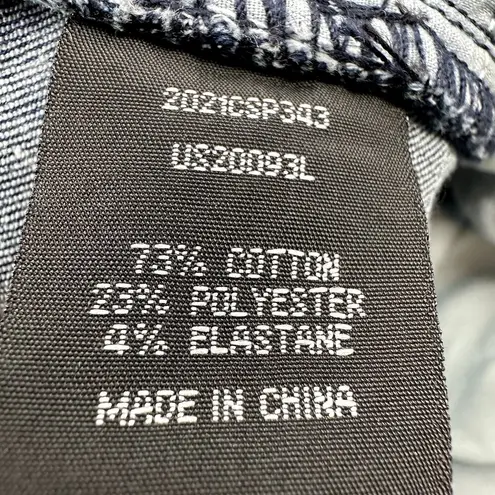 2021CSP343
US20093L
73% COTTON
23% POLYESTER
4% ELASTANE
MADE IN CHINA